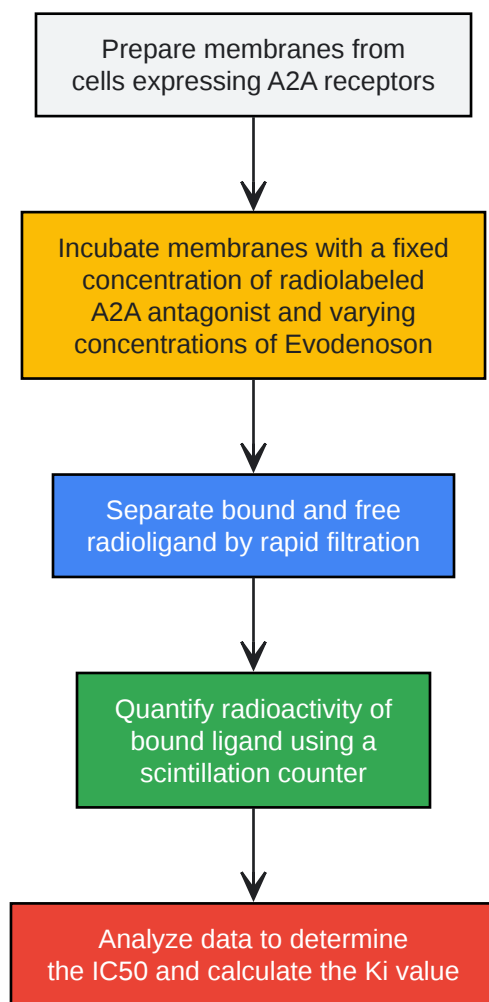 Prepare membranes from
cells expressing A2A receptors
Incubate membranes with a fixed
concentration of radiolabeled
A2A antagonist and varying
concentrations of Evodenoson
Separate bound and free
radioligand by rapid filtration
Quantify radioactivity of
bound ligand using a
scintillation counter
Analyze data to determine
the IC50 and calculate the Ki value